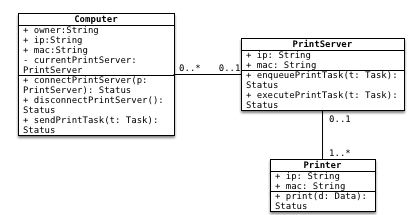 Computer
+ owner:String
+ ip:String
+ mac:String
- currentPrintServer:
PrintServer
+ connectPrintServer(p:
PrintServer): Status
+ disconnectPrintServer():
Status
+ sendPrintTask(t: Task):
Status
0..*
0..1
PrintServer
+ ip: String
+ mac: String
+ enqueuePrintTask(t: Task):
Status
+ executePrintTask(t: Task):
Status
0..1
1..*
Printer
+ ip: String
+ mac: String
+ print(d: Data):
Status